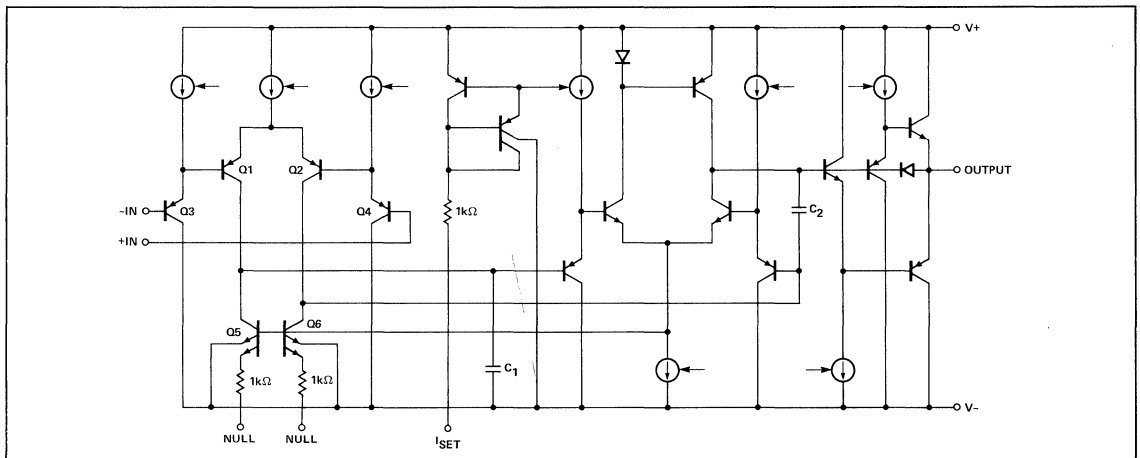 V+
Q1
Q2
−IN
Q3
Q4
+IN
1kΩ
C2
OUTPUT
Q5
Q6
1kΩ
1kΩ
C1
V−
NULL
NULL
ISET